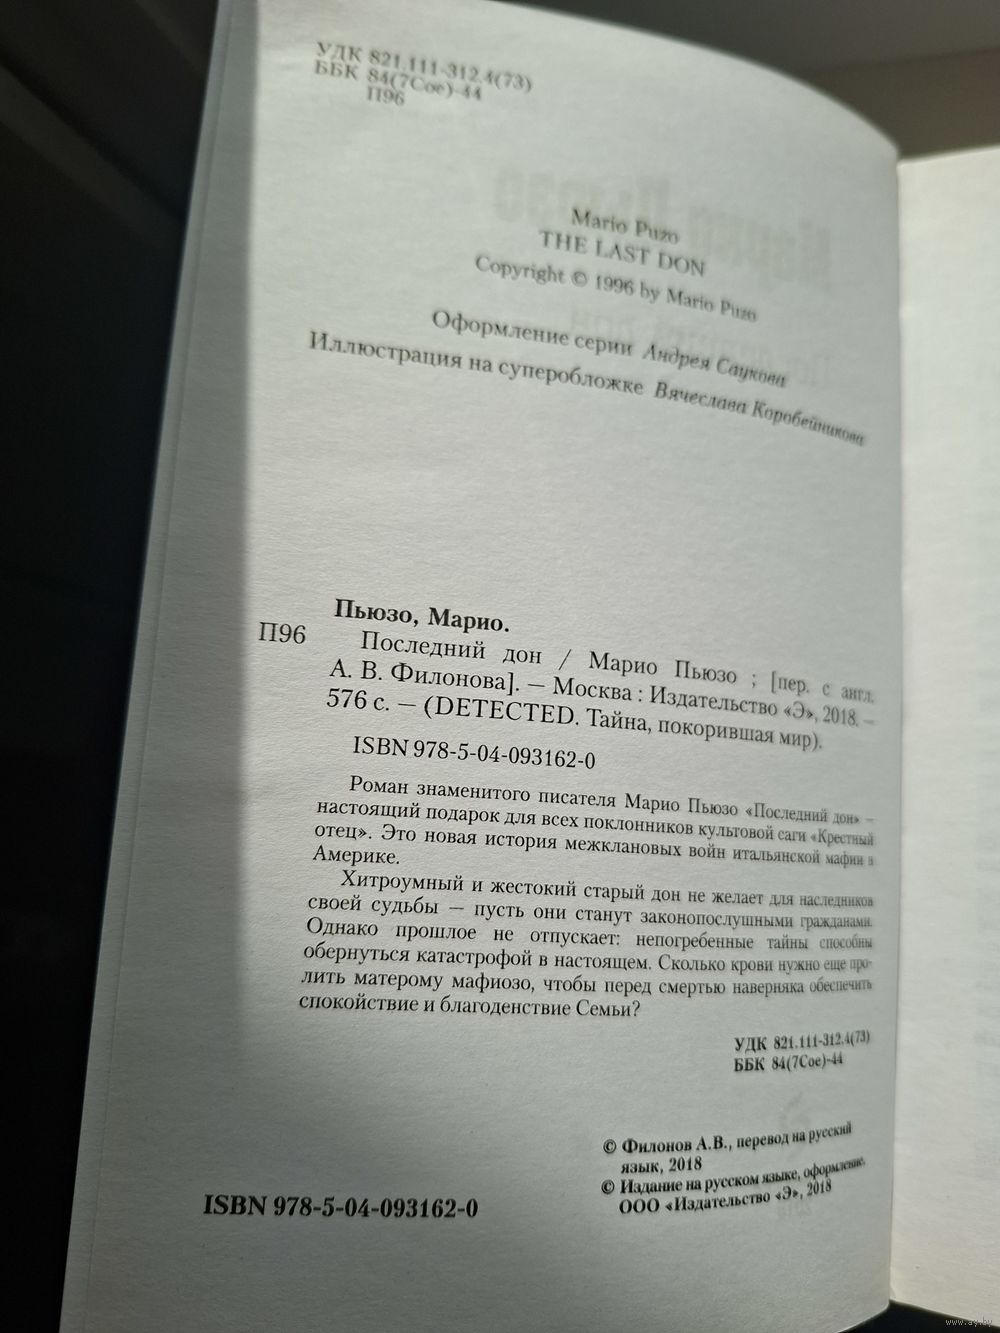 УДК 821.111-312.4(73)
ББК 84(7Сое)-44
П96
Mario Puzo
THE LAST DON
Copyright © 1996 by Mario Puzo
Оформление серии Андрея Саукова
Иллюстрация на суперобложке Вячеслава Коробейникова
Пьюзо, Марио.
П96 Последний дон / Марио Пьюзо ; [пер. с англ.
А. В. Филонова]. — Москва : Издательство «Э», 2018. —
576 с. — (DETECTED. Тайна, покорившая мир).
ISBN 978-5-04-093162-0
Роман знаменитого писателя Марио Пьюзо «Последний дон» —
настоящий подарок для всех поклонников культовой саги «Крестный
отец». Это новая история межклановых войн итальянской мафии в
Америке.
Хитроумный и жестокий старый дон не желает для наследников
своей судьбы — пусть они станут законопослушными гражданами.
Однако прошлое не отпускает: непогребенные тайны способны
обернуться катастрофой в настоящем. Сколько крови нужно еще про-
лить матерому мафиозо, чтобы перед смертью наверняка обеспечить
спокойствие и благоденствие Семьи?
УДК 821.111-312.4(73)
ББК 84(7Сое)-44
© Филонов А.В., перевод на русский
язык, 2018
© Издание на русском языке, оформление.
ООО «Издательство «Э», 2018
ISBN 978-5-04-093162-0
www.ay.by